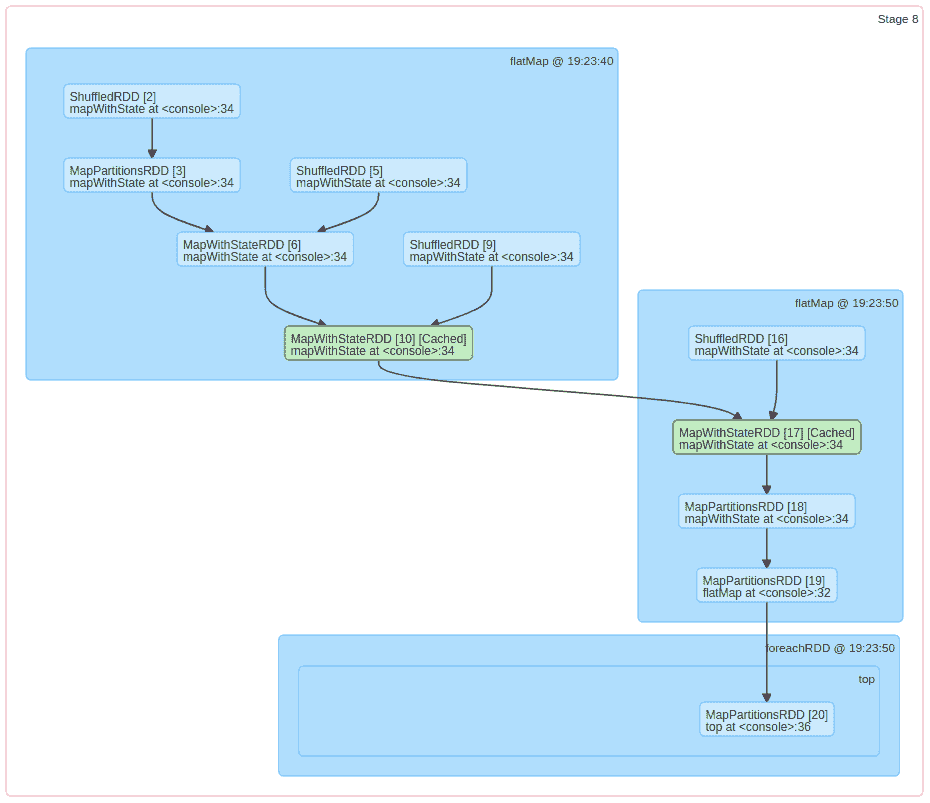 Stage 8
flatMap @ 19:23:40
ShuffledRDD [2]
mapWithState at <console>:34
MapPartitionsRDD [3]
mapWithState at <console>:34
ShuffledRDD [5]
mapWithState at <console>:34
MapWithStateRDD [6]
mapWithState at <console>:34
ShuffledRDD [9]
mapWithState at <console>:34
MapWithStateRDD [10] [Cached]
mapWithState at <console>:34
flatMap @ 19:23:50
ShuffledRDD [16]
mapWithState at <console>:34
MapWithStateRDD [17] [Cached]
mapWithState at <console>:34
MapPartitionsRDD [18]
mapWithState at <console>:34
MapPartitionsRDD [19]
flatMap at <console>:32
foreachRDD @ 19:23:50
top
MapPartitionsRDD [20]
top at <console>:36